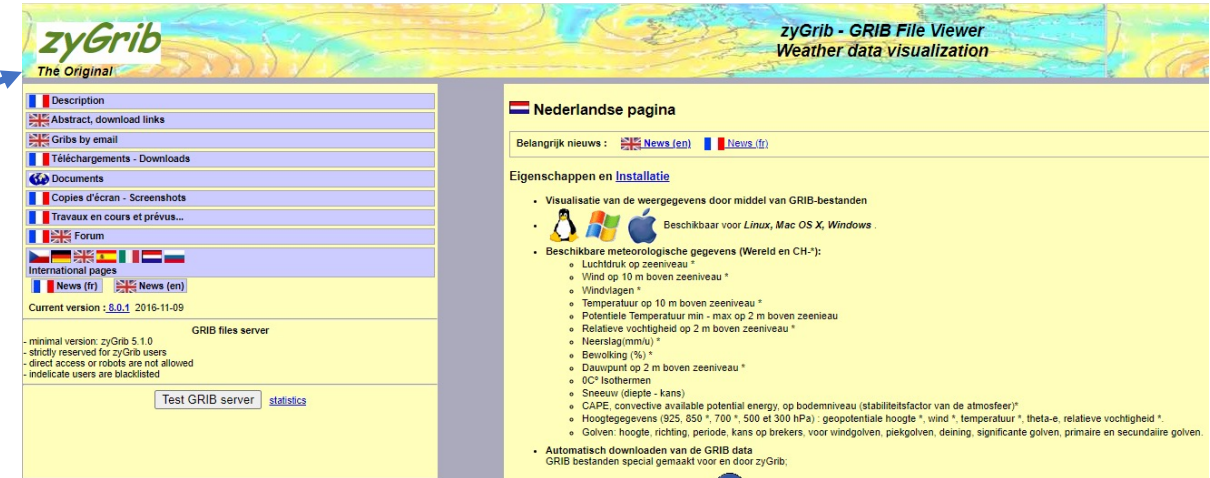 zyGrib
The Original
zyGrib - GRIB File Viewer
Weather data visualization
Description
Abstract, download links
Gribs by email
Téléchargements - Downloads
Documents
Copies d'écran - Screenshots
Travaux en cours et prévus...
Forum
International pages
News (fr) News (en)
Current version : 8.0.1 2016-11-09
GRIB files server
- minimal version: zyGrib 5.1.0
- strictly reserved for zyGrib users
- direct access or robots are not allowed
- indelicate users are blacklisted
Test GRIB server statistics
Nederlandse pagina
Belangrijk nieuws : News (en) News (fr)
Eigenschappen en Installatie
Visualisatie van de weergegevens door middel van GRIB-bestanden
Beschikbaar voor Linux, Mac OS X, Windows .
Beschikbare meteorologische gegevens (Wereld en CH-*):
Luchtdruk op zeeniveau *
Wind op 10 m boven zeeniveau *
Windvlagen *
Temperatuur op 10 m boven zeeniveau *
Potentiele Temperatuur min - max op 2 m boven zeenieau
Relatieve vochtigheid op 2 m boven zeeniveau *
Neerslag(mm/u) *
Bewolking (%) *
Dauwpunt op 2 m boven zeeniveau *
0C° Isothermen
Sneeuw (diepte - kans)
CAPE, convective available potential energy, op bodemniveau (stabiliteitsfactor van de atmosfeer)*
Hoogtegegevens (925, 850 *, 700 *, 500 et 300 hPa) : geopotentiale hoogte *, wind *, temperatuur *, theta-e, relatieve vochtigheid *.
Golven: hoogte, richting, periode, kans op brekers, voor windgolven, piekgolven, deining, significante golven, primaire en secundaiire golven.
Automatisch downloaden van de GRIB data
GRIB bestanden special gemaakt voor en door zyGrib;